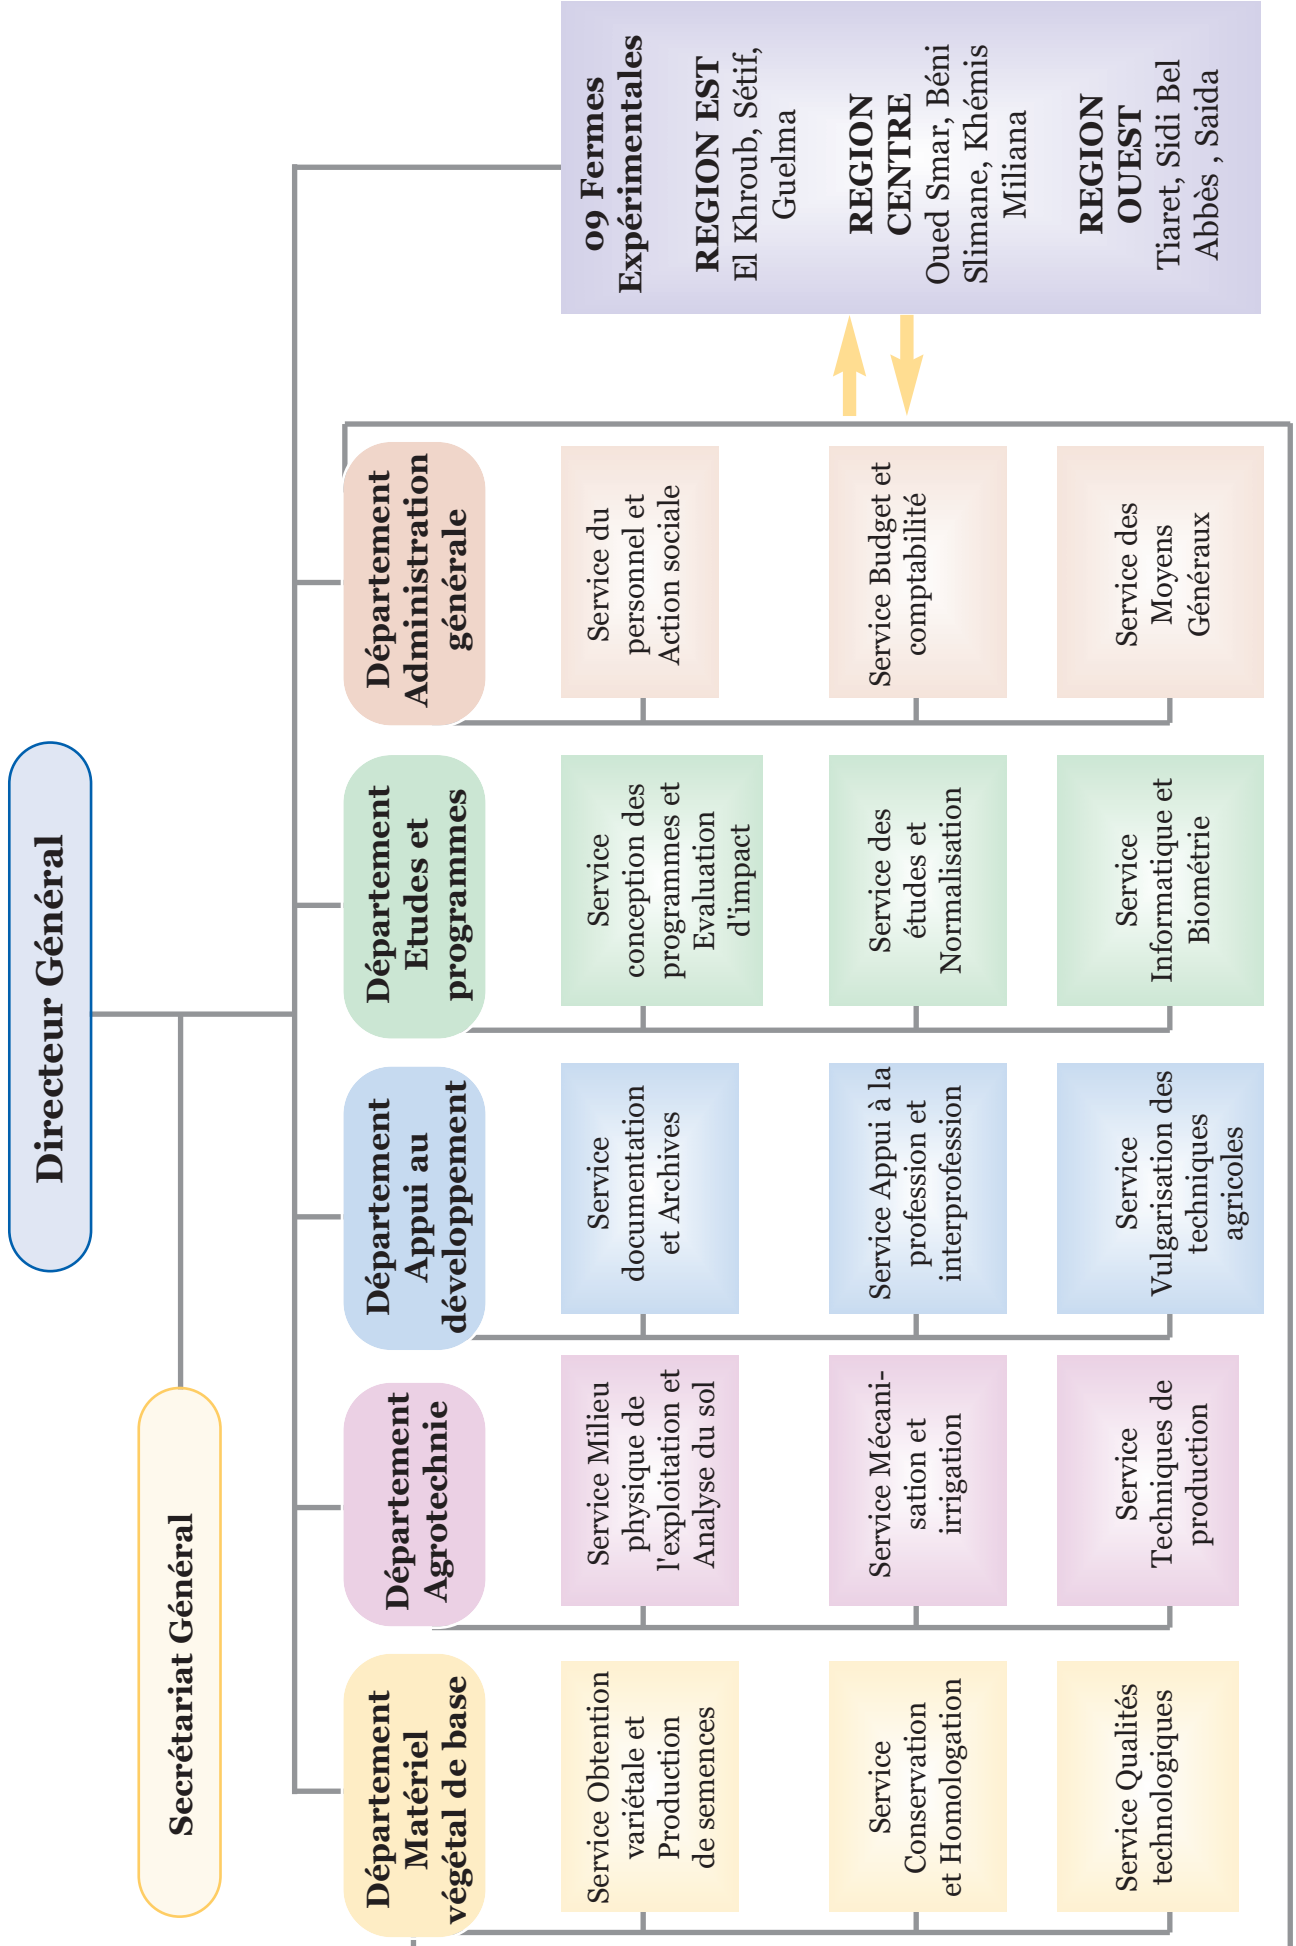 Directeur Général
Secrétariat Général
Département
Matériel
végétal de base
Service Obtention
variétale et
Production
de semences
Service
Conservation
et Homologation
Service Qualités
technologiques
Département
Agrotechnie
Service Milieu
physique de
l'exploitation et
Analyse du sol
Service Mécani-
sation et
irrigation
Service
Techniques de
production
Département
Appui au
développement
Service
documentation
et Archives
Service Appui à la
profession et
interprofession
Service
Vulgarisation des
techniques
agricoles
Département
Etudes et
programmes
Service
conception des
programmes et
Evaluation
d'impact
Service des
études et
Normalisation
Service
Informatique et
Biométrie
Département
Administration
générale
Service du
personnel et
Action sociale
Service Budget et
comptabilité
Service des
Moyens
Généraux
09 Fermes
Expérimentales
REGION EST
El Khroub, Sétif,
Guelma
REGION
CENTRE
Oued Smar, Béni
Slimane, Khémis
Miliana
REGION
OUEST
Tiaret, Sidi Bel
Abbès , Saida